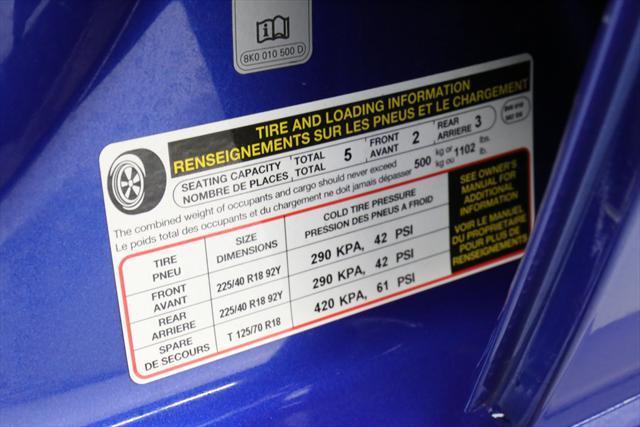 8K0 010 500 D
TIRE AND LOADING INFORMATION
RENSEIGNEMENTS SUR LES PNEUS ET LE CHARGEMENT
SEATING CAPACITY TOTAL 5 FRONT 2 REAR 3
NOMBRE DE PLACES TOTAL AVANT ARRIERE
The combined weight of occupants and cargo should never exceed 500 kg or 1102 lbs.
Le poids total des occupants et du chargement ne doit jamais dépasser kg ou lb.
TIRE SIZE COLD TIRE PRESSURE
PNEU DIMENSIONS PRESSION DES PNEUS A FROID
FRONT 225/40 R18 92Y 290 KPA, 42 PSI
AVANT
REAR 225/40 R18 92Y 290 KPA, 42 PSI
ARRIERE
SPARE T 125/70 R18 420 KPA, 61 PSI
DE SECOURS
SEE OWNER'S
MANUAL FOR
ADDITIONAL
INFORMATION
VOIR LE MANUEL
DU PROPRIETAIRE
POUR PLUS DE
RENSEIGNEMENTS